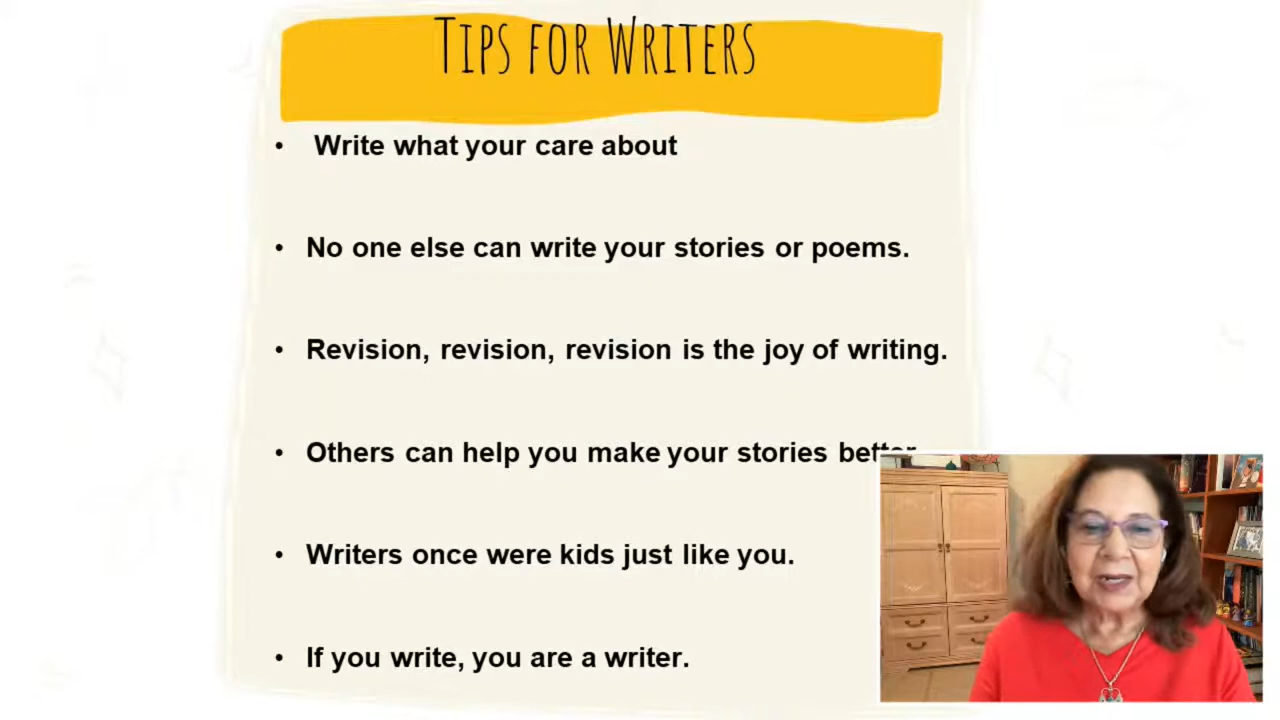 Tips for Writers
Write what your care about
No one else can write your stories or poems.
Revision, revision, revision is the joy of writing.
Others can help you make your stories better
Writers once were kids just like you.
If you write, you are a writer.